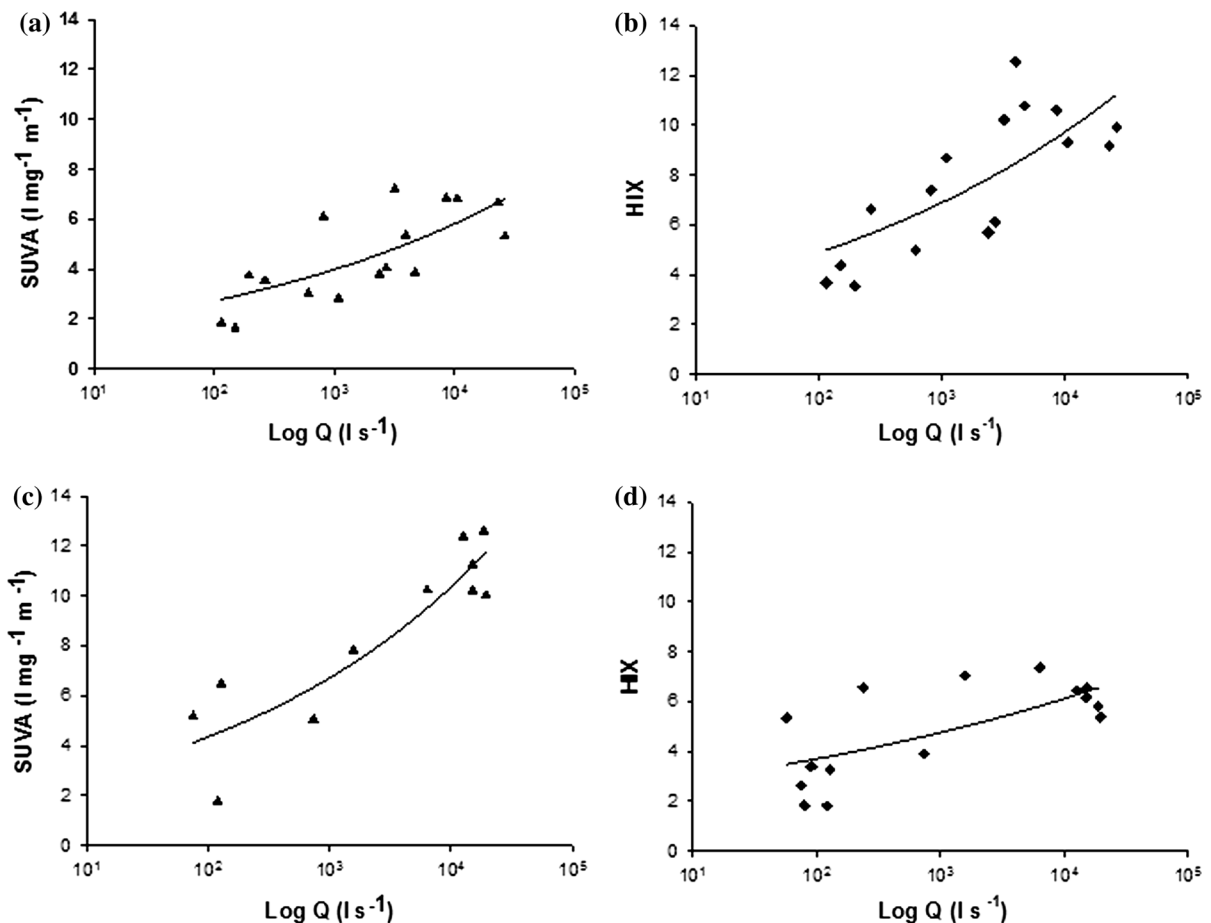 (a)
14
12
10
8
6
4
2
0
SUVA (l mg-1 m-1)
10¹ 10² 10³ 10⁴ 10⁵
Log Q (l s-1)
(b)
14
12
10
8
6
4
2
0
HIX
10¹ 10² 10³ 10⁴ 10⁵
Log Q (l s -1)
(c)
14
12
10
8
6
4
2
0
SUVA (l mg -1 m -1)
10¹ 10² 10³ 10⁴ 10⁵
Log Q (l s-1)
(d)
14
12
10
8
6
4
2
0
HIX
10¹ 10² 10³ 10⁴ 10⁵
Log Q (l s -1)